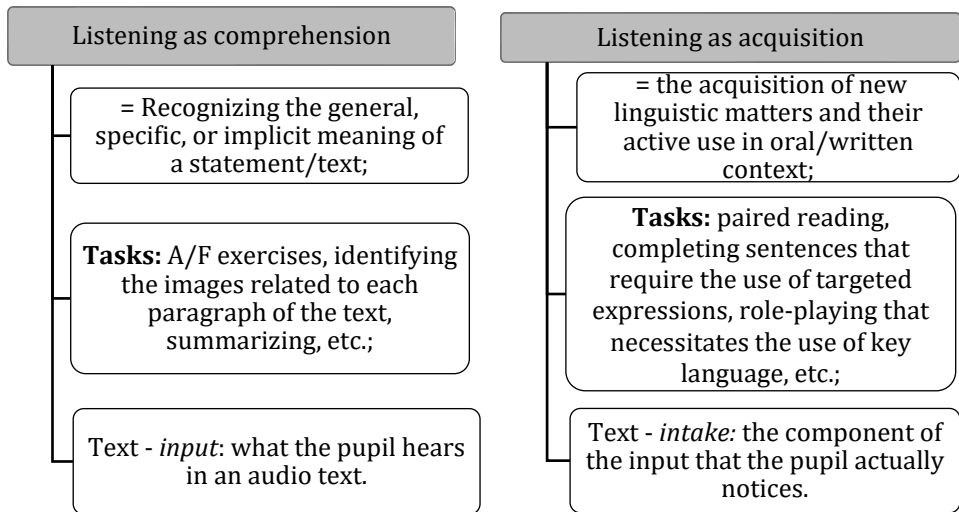 Listening as comprehension
= Recognizing the general,
specific, or implicit meaning of
a statement/text;
Tasks: A/F exercises, identifying
the images related to each
paragraph of the text,
summarizing, etc.;
Text - input: what the pupil hears
in an audio text.
Listening as acquisition
= the acquisition of new
linguistic matters and their
active use in oral/written
context;
Tasks: paired reading,
completing sentences that
require the use of targeted
expressions, role-playing that
necessitates the use of key
language, etc.;
Text - intake: the component of
the input that the pupil actually
notices.